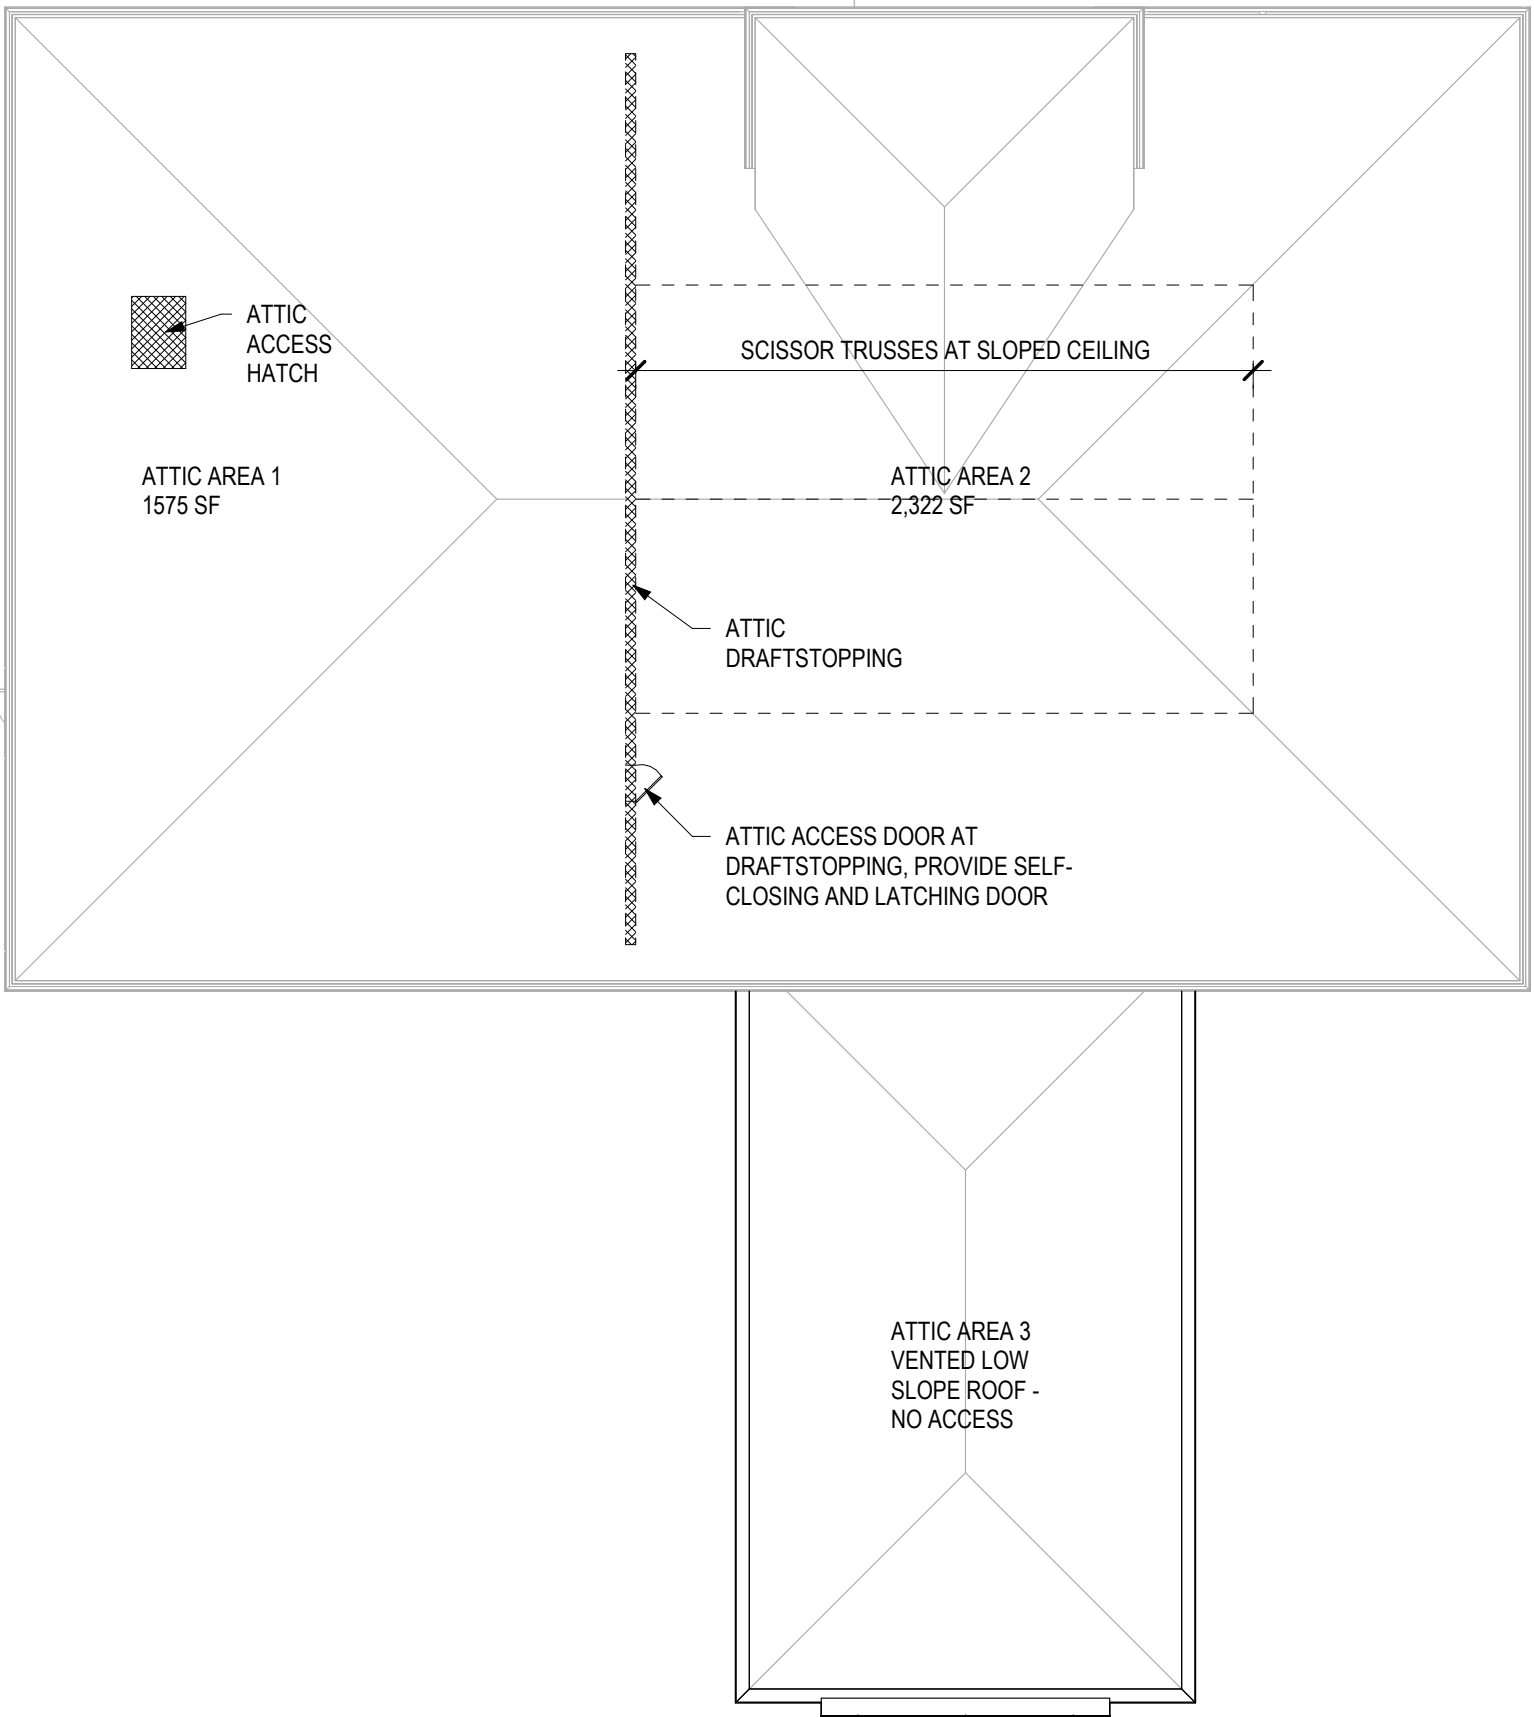 ATTIC
ACCESS
HATCH
SCISSOR TRUSSES AT SLOPED CEILING
ATTIC AREA 1
1575 SF
ATTIC AREA 2
2,322 SF
ATTIC
DRAFTSTOPPING
ATTIC ACCESS DOOR AT
DRAFTSTOPPING, PROVIDE SELF-
CLOSING AND LATCHING DOOR
ATTIC AREA 3
VENTED LOW
SLOPE ROOF -
NO ACCESS